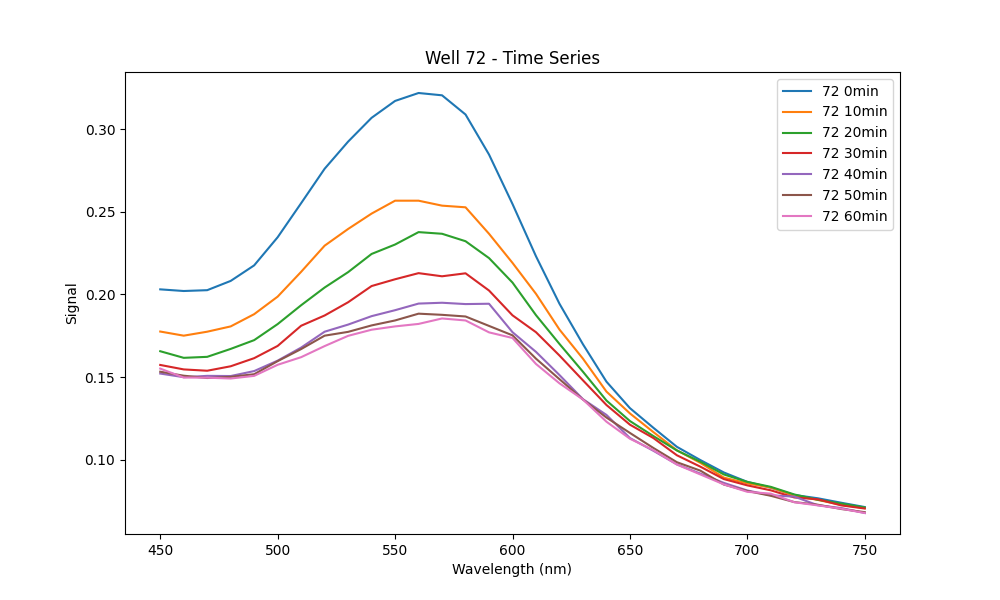 Well 72 - Time Series
72 0min
72 10min
72 20min
72 30min
72 40min
72 50min
72 60min
0.30
0.25
0.20
0.15
0.10
Signal
450 500 550 600 650 700 750
Wavelength (nm)